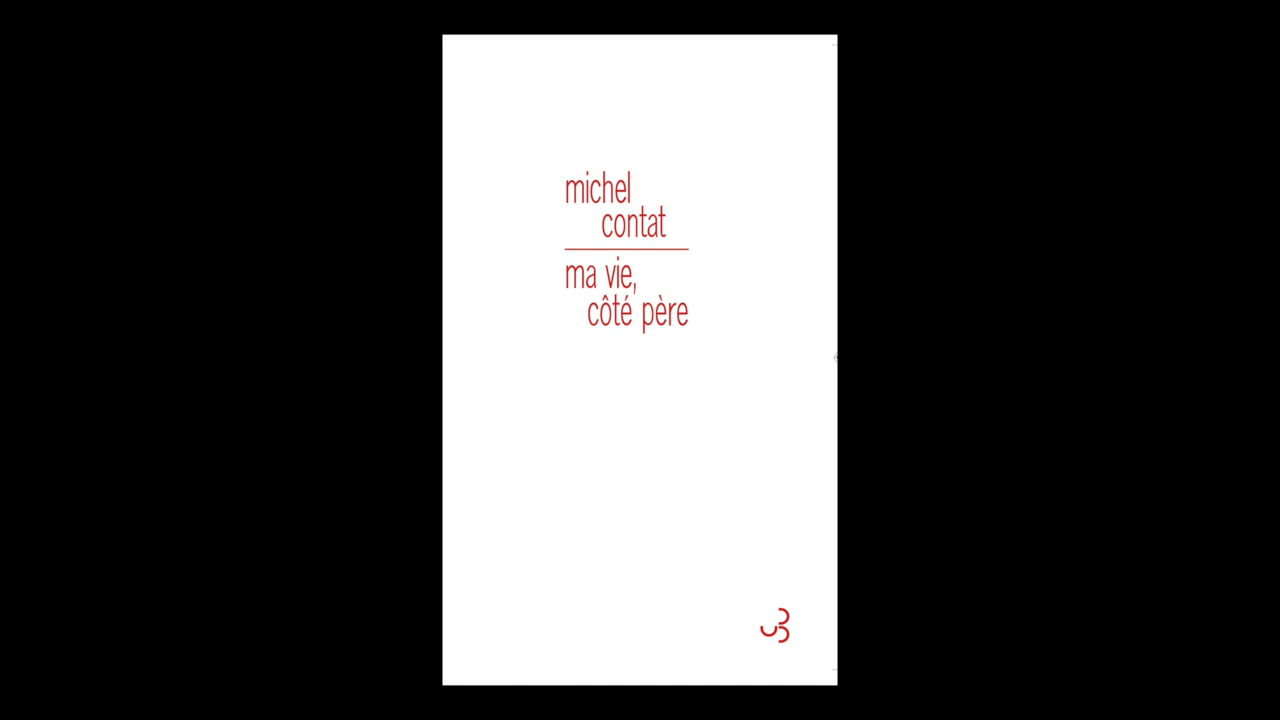 michel
contat
ma vie,
côté père